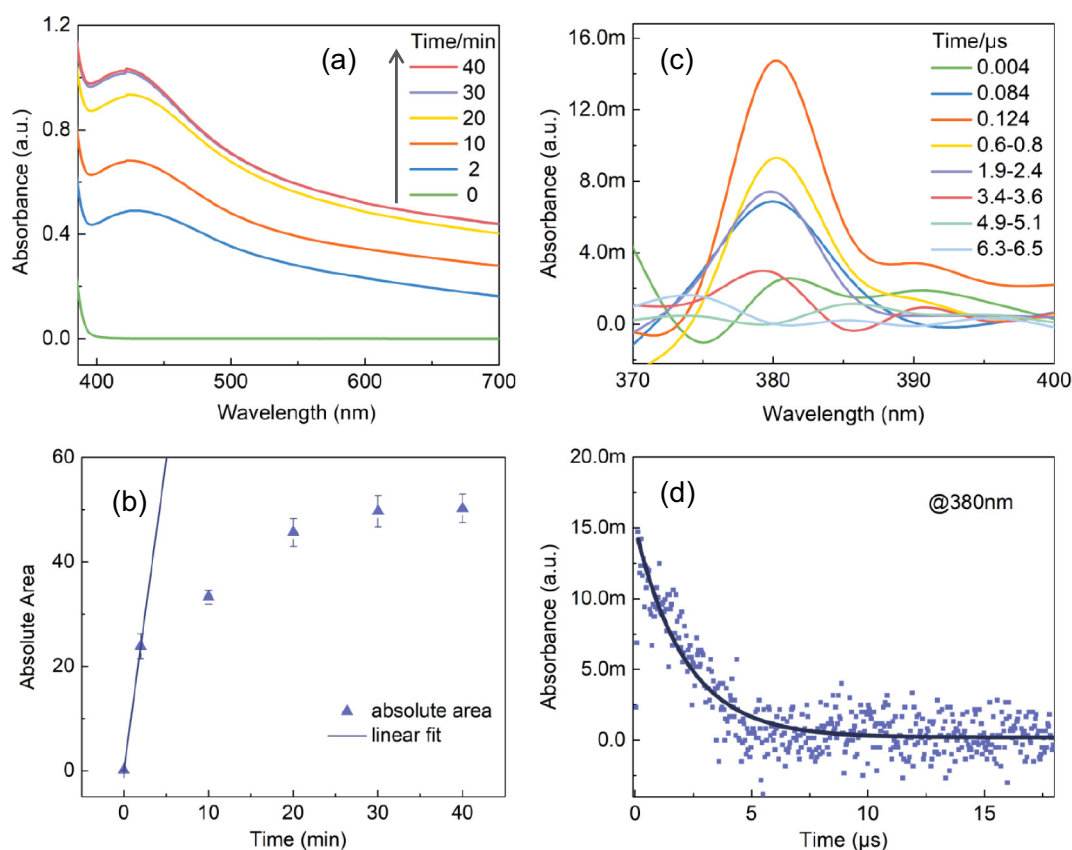 (a)
Time/min
40
30
20
10
2
0
1.2
0.8
0.4
0.0
Absorbance (a.u.)
400 500 600 700
Wavelength (nm)
(c)
Time/µs
0.004
0.084
0.124
0.6-0.8
1.9-2.4
3.4-3.6
4.9-5.1
6.3-6.5
16.0m
12.0m
8.0m
4.0m
0.0
Absorbance (a.u.)
370 380 390 400
Wavelength (nm)
(b)
60
40
20
0
Absolute Area
absolute area
linear fit
0 10 20 30 40
Time (min)
(d)
@380nm
20.0m
15.0m
10.0m
5.0m
0.0
Absorbance (a.u.)
0 5 10 15
Time (µs)